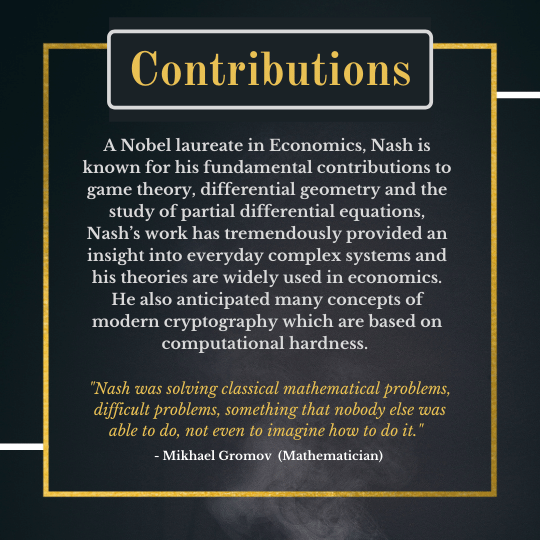 Contributions
A Nobel laureate in Economics, Nash is
known for his fundamental contributions to
game theory, differential geometry and the
study of partial differential equations,
Nash's work has tremendously provided an
insight into everyday complex systems and
his theories are widely used in economics.
He also anticipated many concepts of
modern cryptography which are based on
computational hardness.
"Nash was solving classical mathematical problems,
difficult problems, something that nobody else was
able to do, not even to imagine how to do it."
- Mikhael Gromov (Mathematician)